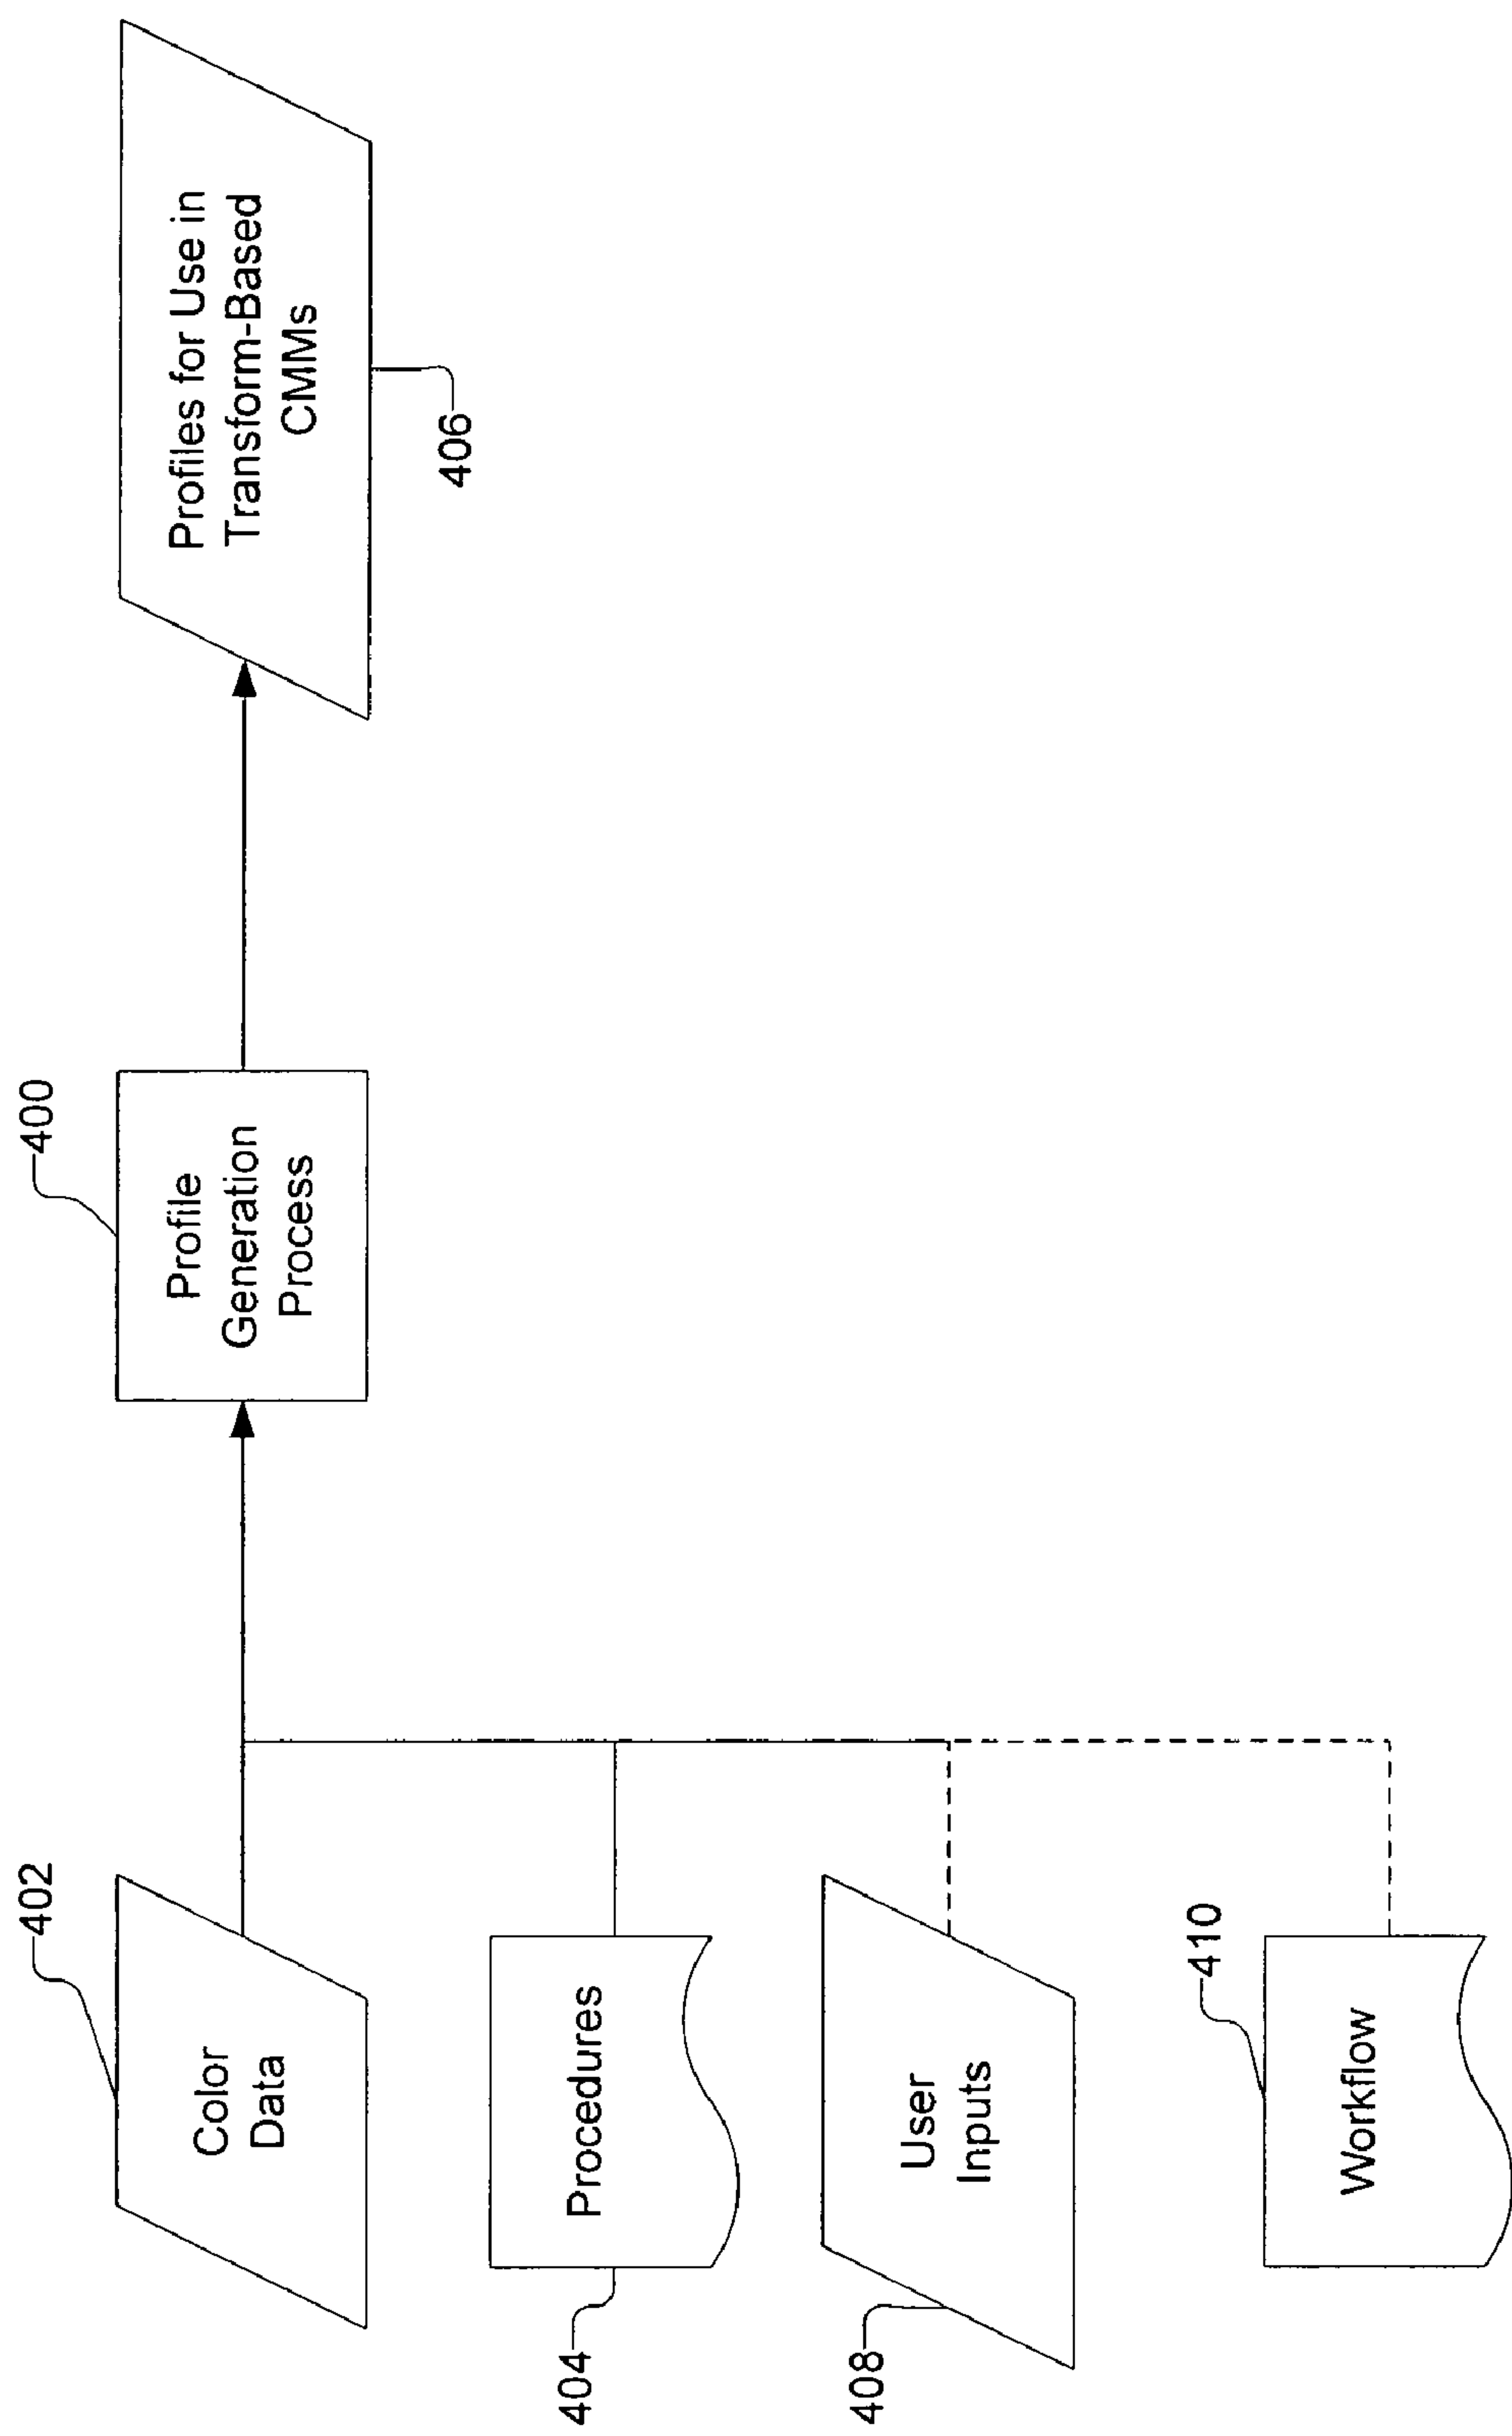 402
Color
Data
404
Procedures
408
User
Inputs
410
Workflow
400
Profile
Generation
Process
Profiles for Use in
Transform-Based
CMMs
406